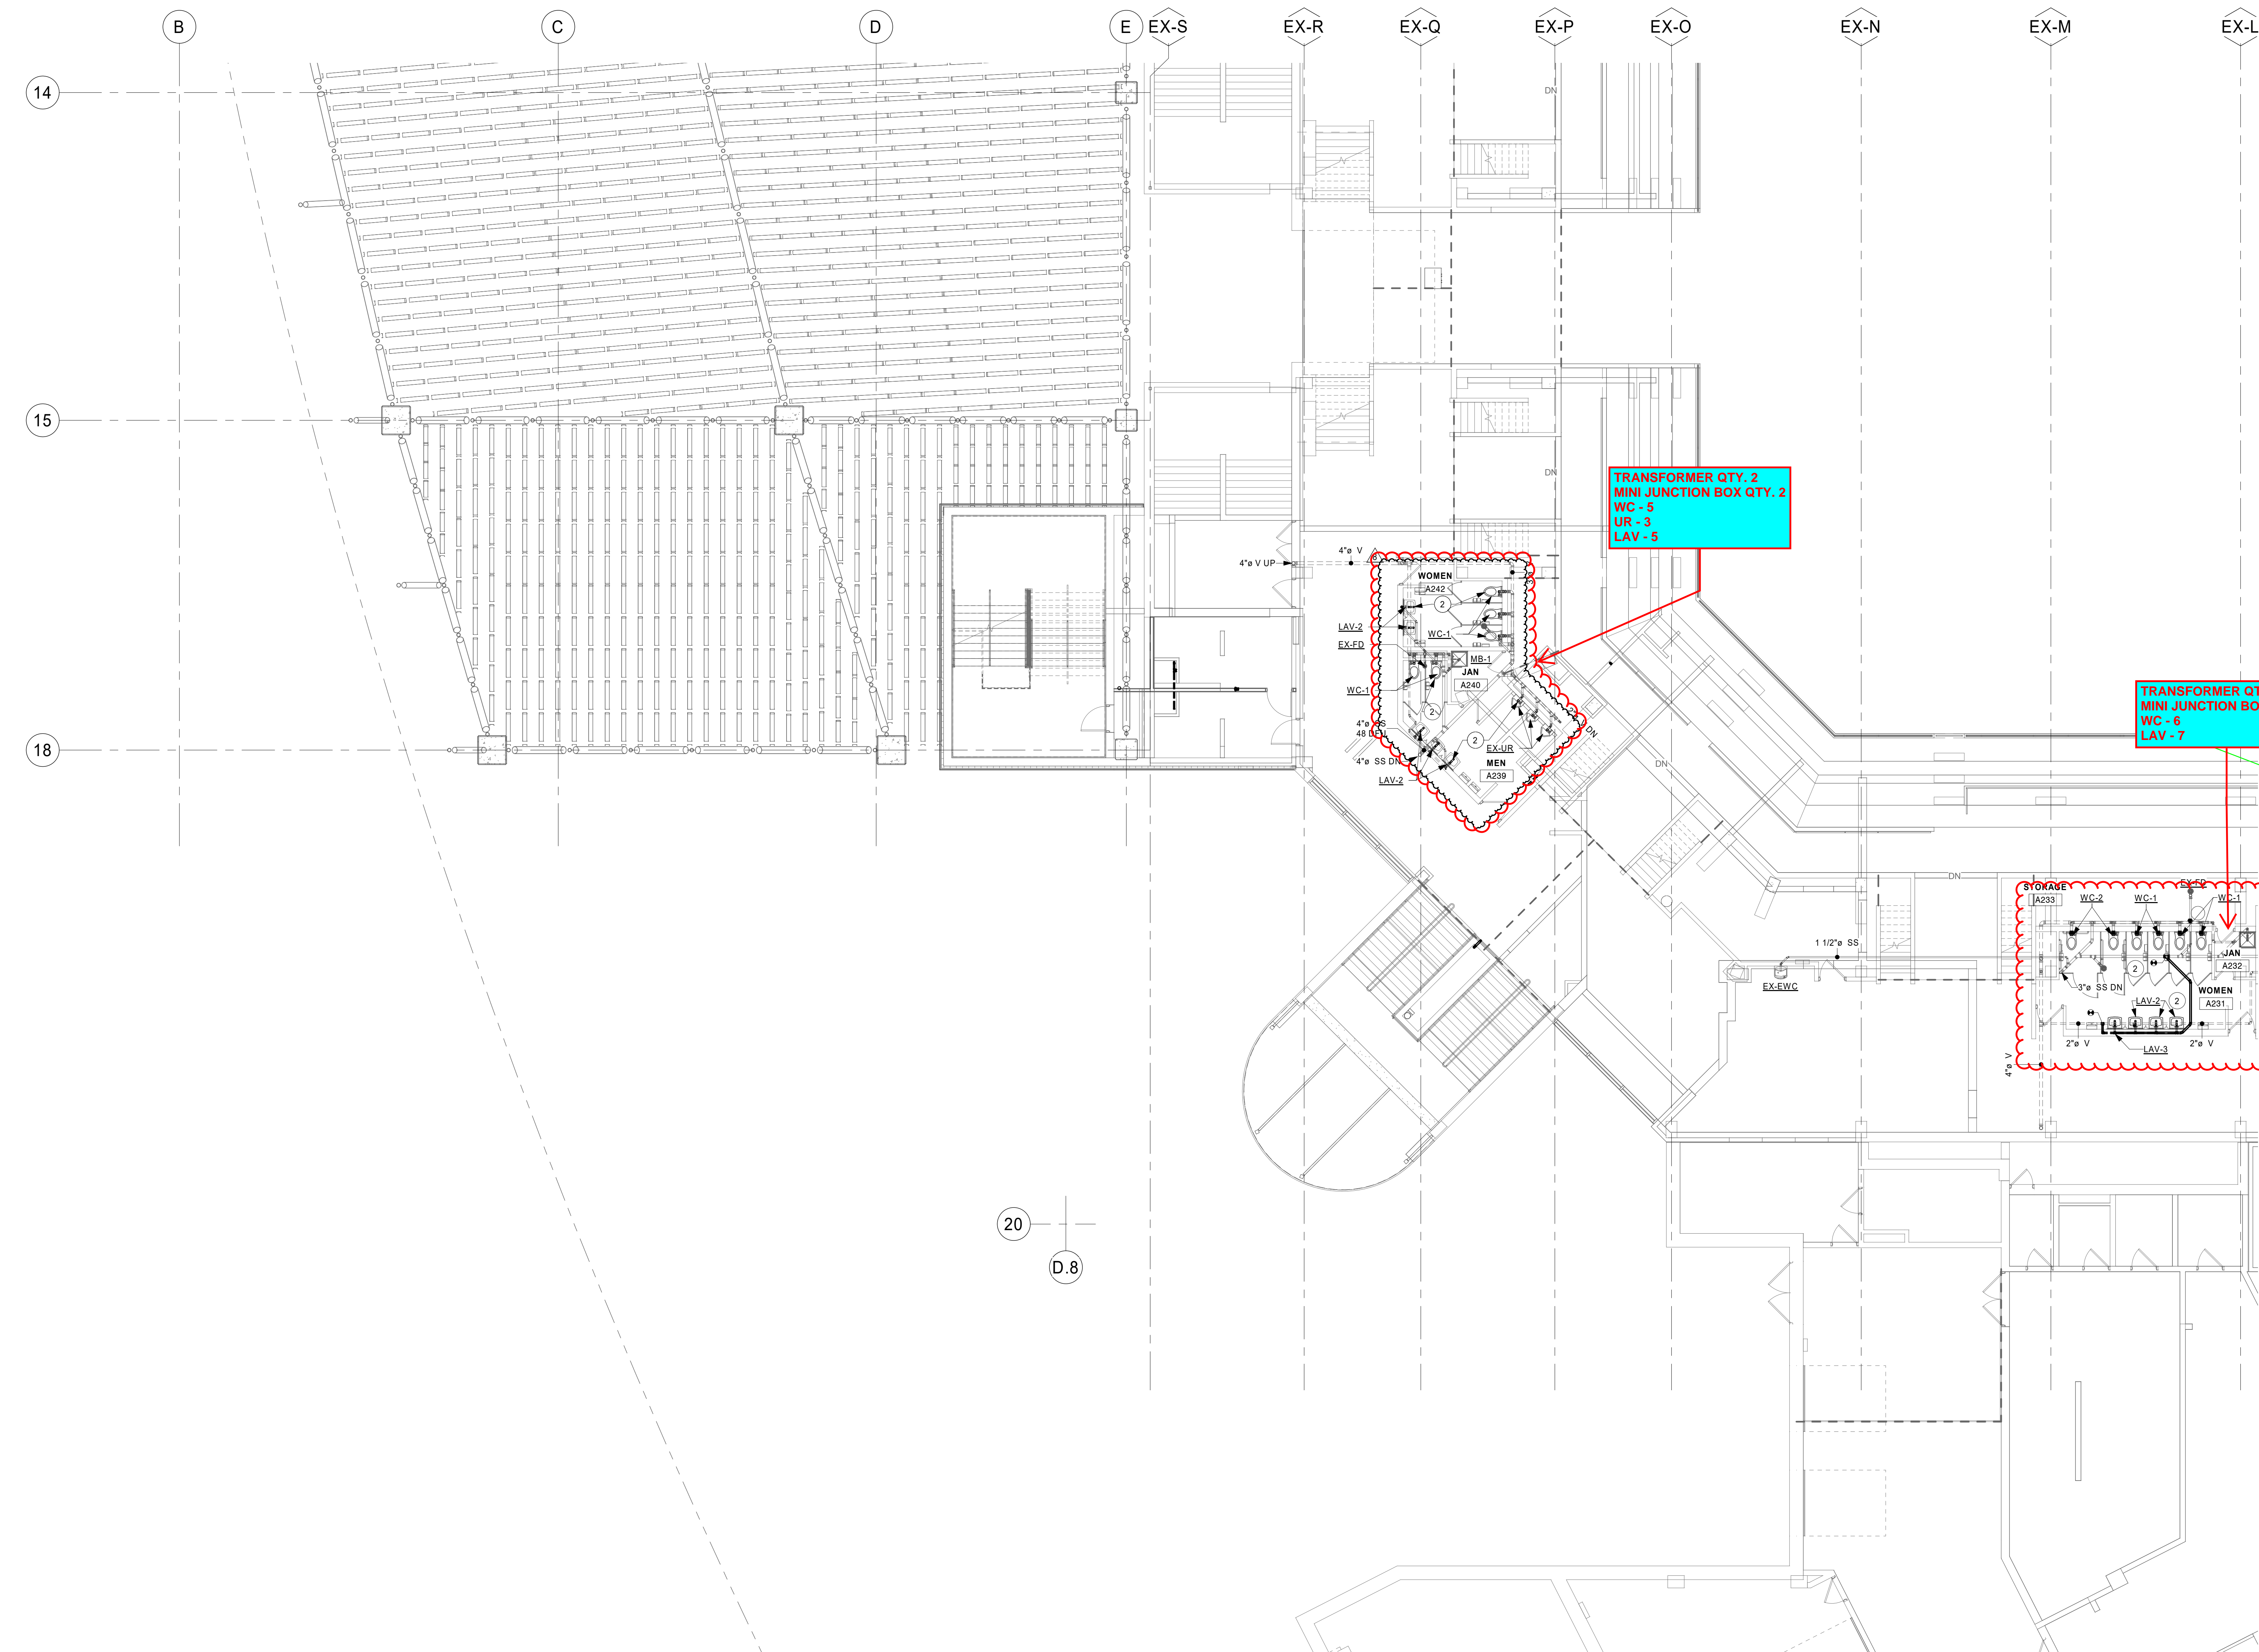 B
C
D
E
EX-S
EX-R
EX-Q
EX-P
EX-O
EX-N
EX-M
EX-L
14
DN
15
DN
TRANSFORMER QTY. 2
MINI JUNCTION BOX QTY. 2
WC - 5
UR - 3
LAV - 5
4"ø V
4"ø V UP
WOMEN
A242
2
LAV-2
WC-1
EX-FD
MB-1
JAN
A240
WC-1
2
4"ø SS
48 DFU
2
EX-UR
4"ø SS DN
MEN
A239
LAV-2
DN
DN
18
TRANSFORMER QT
MINI JUNCTION BO
WC - 6
LAV - 7
DN
STORAGE
A233
EX-FD
WC-2
WC-1
WC-1
1 1/2"ø SS
JAN
A232
2
EX-EWC
3"ø SS DN
WOMEN
A231
LAV-2
2
2"ø V
LAV-3
2"ø V
4"ø V
20
D.8